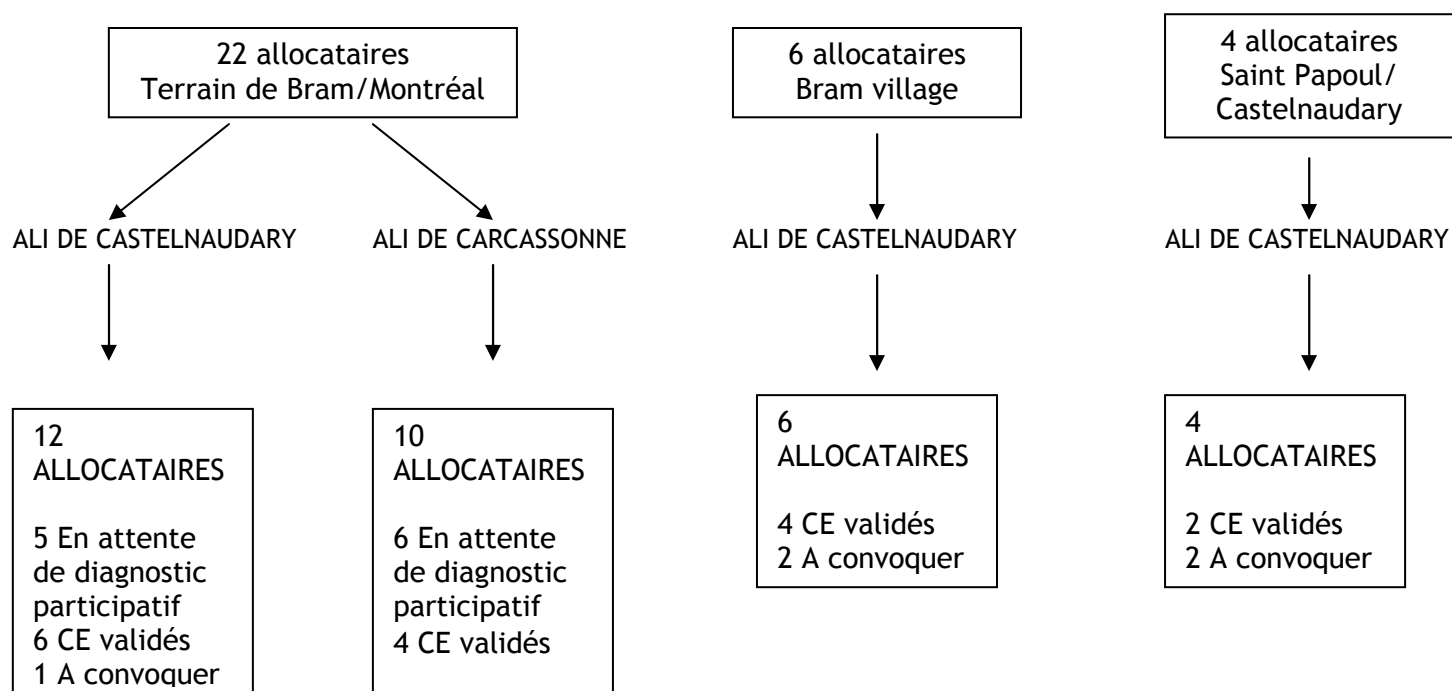 22 allocataires
Terrain de Bram/Montréal
6 allocataires
Bram village
4 allocataires
Saint Papoul/
Castelnaudary
ALI DE CASTELNAUDARY
ALI DE CARCASSONNE
ALI DE CASTELNAUDARY
ALI DE CASTELNAUDARY
12
ALLOCATAIRES
5 En attente
de diagnostic
participatif
6 CE validés
1 A convoquer
10
ALLOCATAIRES
6 En attente
de diagnostic
participatif
4 CE validés
6
ALLOCATAIRES
4 CE validés
2 A convoquer
4
ALLOCATAIRES
2 CE validés
2 A convoquer